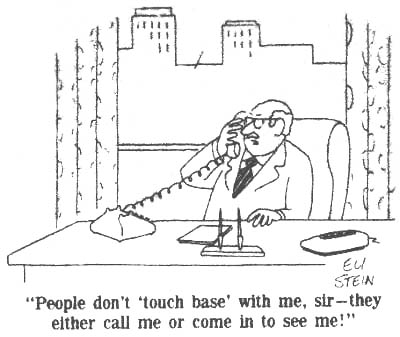 ELI
STEIN
"People don't 'touch base' with me, sir—they
either call me or come in to see me!"